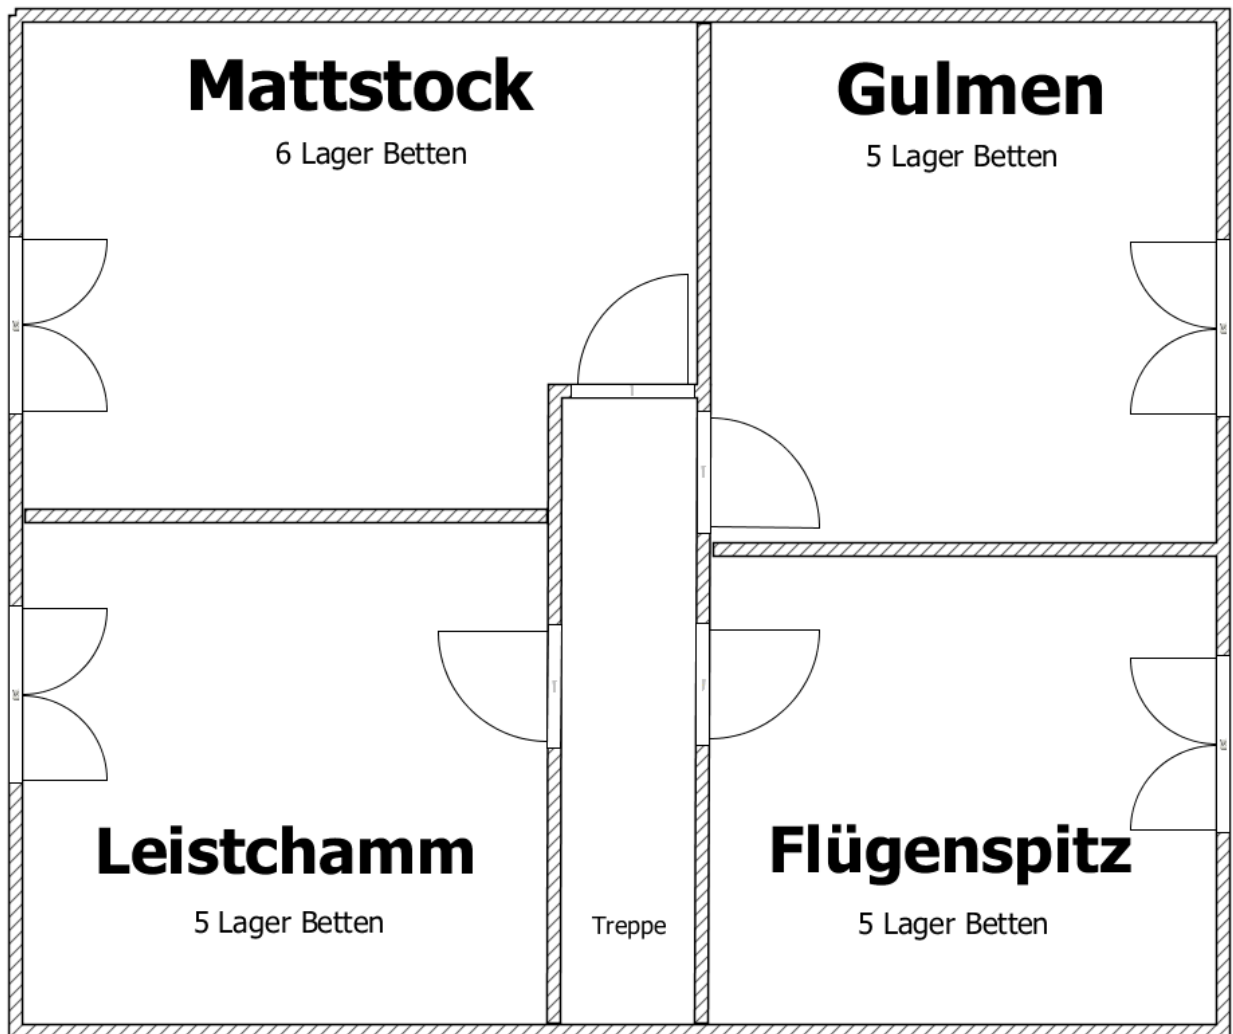 Mattstock
6 Lager Betten
Gulmen
5 Lager Betten
Leistchamm
5 Lager Betten
Treppe
Flügenspitz
5 Lager Betten